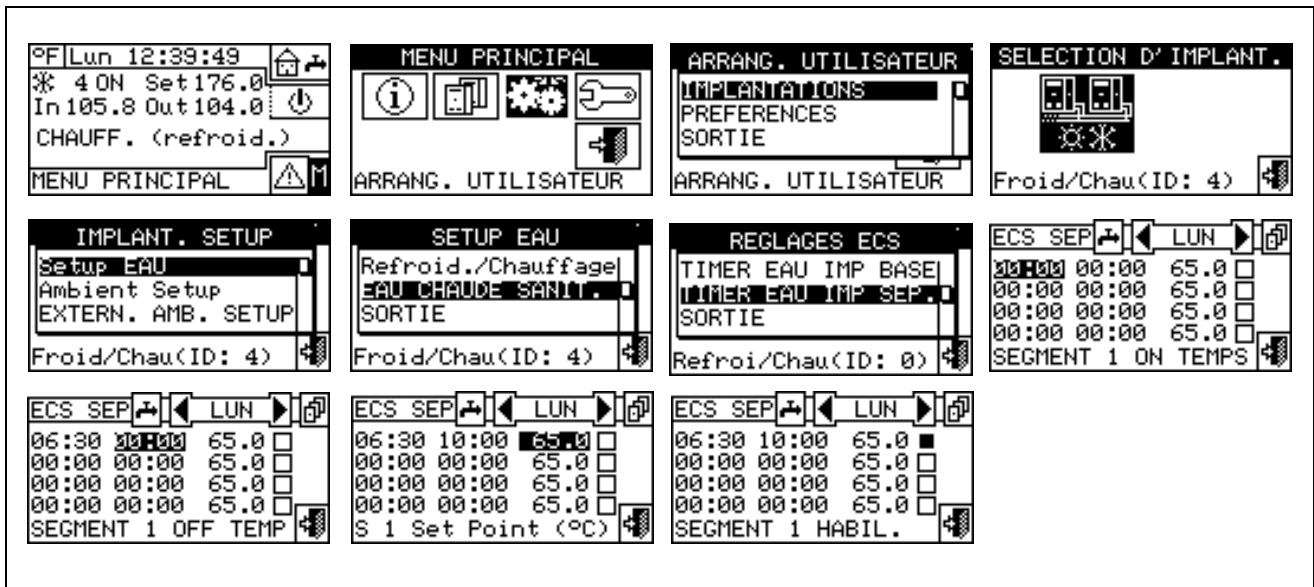 °F Lun 12:39:49
4 ON Set 176.0
In 105.8 Out 104.0
CHAUFF. (refroid.)
MENU PRINCIPAL M
MENU PRINCIPAL
i
ARRANG. UTILISATEUR
ARRANG. UTILISATEUR
IMPLANTATIONS
PREFERENCES
SORTIE
ARRANG. UTILISATEUR
SELECTION D'IMPLANT.
Froid/Chau(ID: 4)
IMPLANT. SETUP
Setup EAU
Ambient Setup
EXTERN. AMB. SETUP
Froid/Chau(ID: 4)
SETUP EAU
Refroid./Chauffage
EAU CHAUDE SANIT.
SORTIE
Froid/Chau(ID: 4)
REGLAGES ECS
TIMER EAU IMP BASE
TIMER EAU IMP SEP.
SORTIE
Refroi/Chau(ID: 0)
ECS SEP LUN
00:00 00:00 65.0
00:00 00:00 65.0
00:00 00:00 65.0
00:00 00:00 65.0
SEGMENT 1 ON TEMPS
ECS SEP LUN
06:30 00:00 65.0
00:00 00:00 65.0
00:00 00:00 65.0
00:00 00:00 65.0
SEGMENT 1 OFF TEMP
ECS SEP LUN
06:30 10:00 65.0
00:00 00:00 65.0
00:00 00:00 65.0
00:00 00:00 65.0
S 1 Set Point (°C)
ECS SEP LUN
06:30 10:00 65.0
00:00 00:00 65.0
00:00 00:00 65.0
00:00 00:00 65.0
SEGMENT 1 HABIL.